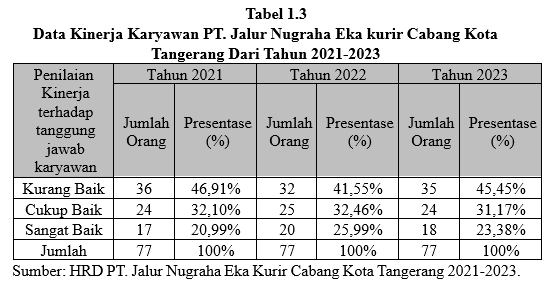 Tabel 1.3
Data Kinerja Karyawan PT. Jalur Nugraha Eka kurir Cabang Kota
Tangerang Dari Tahun 2021-2023
Penilaian Kinerja terhadap tanggung jawab karyawan Tahun 2021 Tahun 2022 Tahun 2023
Jumlah Orang Presentase (%) Jumlah Orang Presentase (%) Jumlah Orang Presentase (%)
Kurang Baik 36 46,91% 32 41,55% 35 45,45%
Cukup Baik 24 32,10% 25 32,46% 24 31,17%
Sangat Baik 17 20,99% 20 25,99% 18 23,38%
Jumlah 77 100% 77 100% 77 100%
Sumber: HRD PT. Jalur Nugraha Eka Kurir Cabang Kota Tangerang 2021-2023.